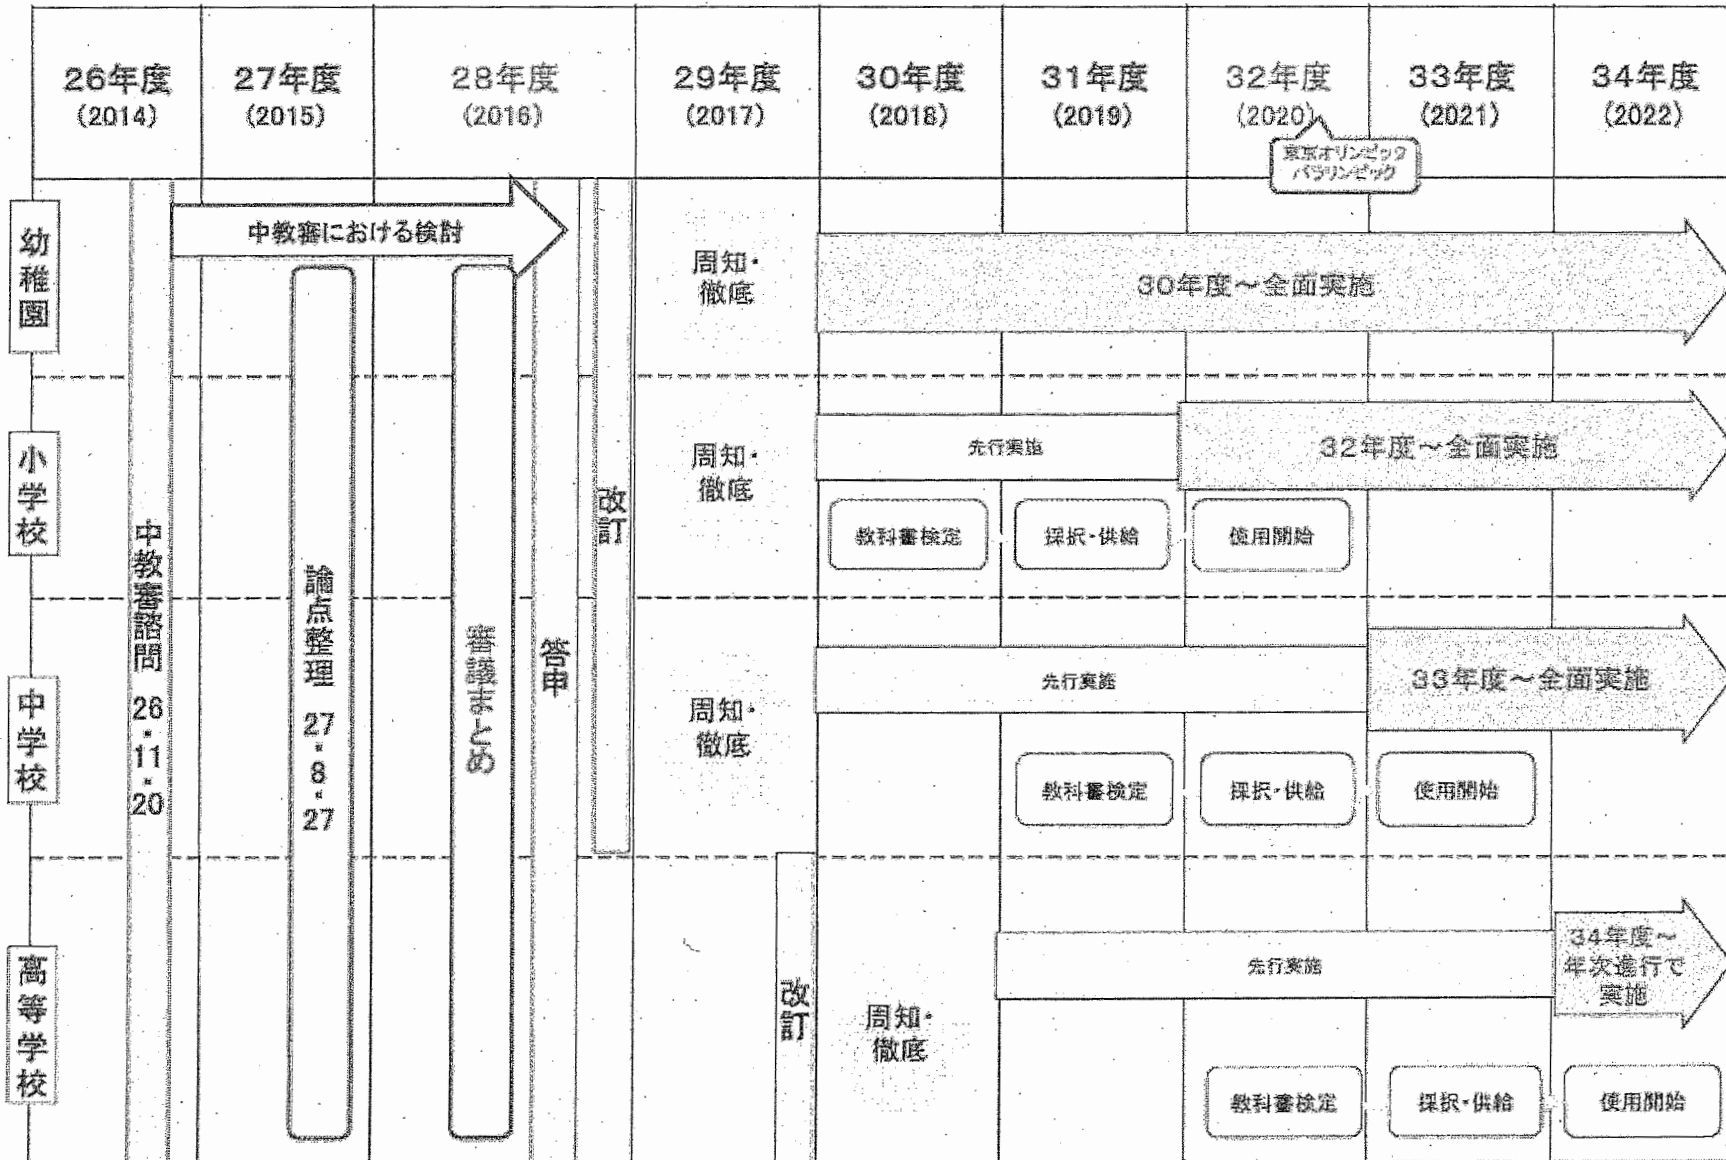 26年度
(2014)
27年度
(2015)
28年度
(2016)
29年度
(2017)
30年度
(2018)
31年度
(2019)
32年度
(2020)
33年度
(2021)
34年度
(2022)
東京オリンピック
パラリンピック
幼稚園
中教審における検討
周知・
徹底
30年度～全面実施
小学校
周知・
徹底
先行実施
32年度～全面実施
教科書検定
採択・供給
使用開始
中教審諮問 26・11・20
論点整理 27・8・27
審議まとめ
答申
改訂
中学校
周知・
徹底
先行実施
33年度～全面実施
教科書検定
採択・供給
使用開始
高等学校
改訂
周知・
徹底
先行実施
34年度～
年次進行で
実施
教科書検定
採択・供給
使用開始